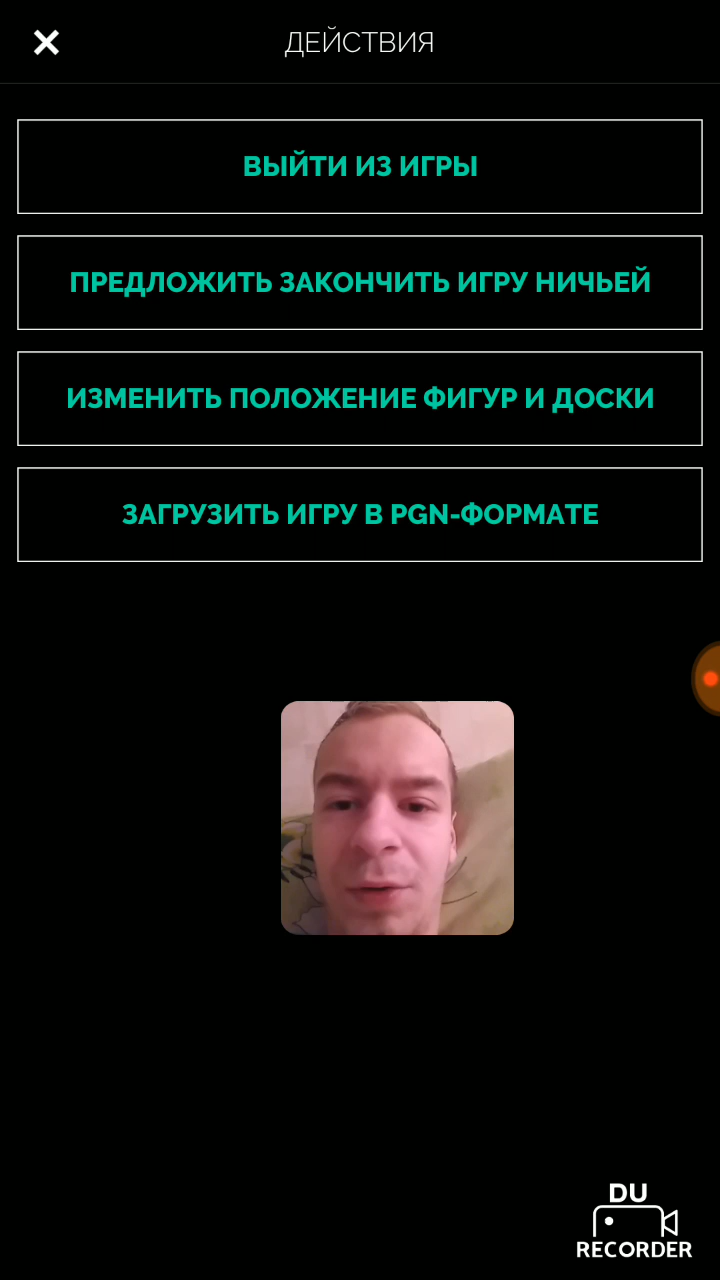 ДЕЙСТВИЯ
ВЫЙТИ ИЗ ИГРЫ
ПРЕДЛОЖИТЬ ЗАКОНЧИТЬ ИГРУ НИЧЬЕЙ
ИЗМЕНИТЬ ПОЛОЖЕНИЕ ФИГУР И ДОСКИ
ЗАГРУЗИТЬ ИГРУ В PGN-ФОРМАТЕ
DU
RECORDER